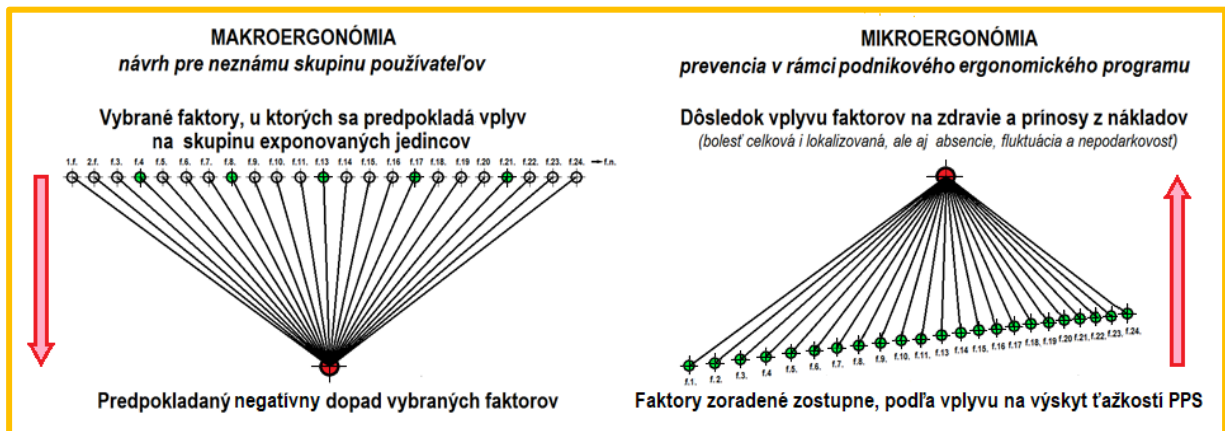 MAKROERGONÓMIA
návrh pre neznámu skupinu používateľov
Vybrané faktory, u ktorých sa predpokladá vplyv
na skupinu exponovaných jedincov
1.f. 2.f. f.3. f.4 f.5. f.6. f.7. f.8. f.9. f.10. f.11. f.13 f.14 f.15. f.16 f.17 f.18. f.19. f.20 f.21. f.22. f.23. f.24. f.n.
Predpokladaný negatívny dopad vybraných faktorov
MIKROERGONÓMIA
prevencia v rámci podnikového ergonomického programu
Dôsledok vplyvu faktorov na zdravie a prínosy z nákladov
(bolesť celková i lokalizovaná, ale aj absencie, fluktuácia a nepodarkovosť)
f.1. f.2. f.3. f.4 f.5. f.6. f.7. f.8. f.9. f.10. f.11. f.13 f.14 f.15. f.16 f.17 f.18. f.19 f.20 f.21. f.22 f.23. f.24.
Faktory zoradené zostupne, podľa vplyvu na výskyt ťažkostí PPS